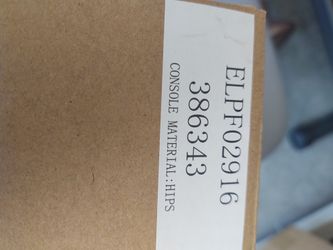 ELPF02916
386343
CONSOLE MATERIAL:HIPS